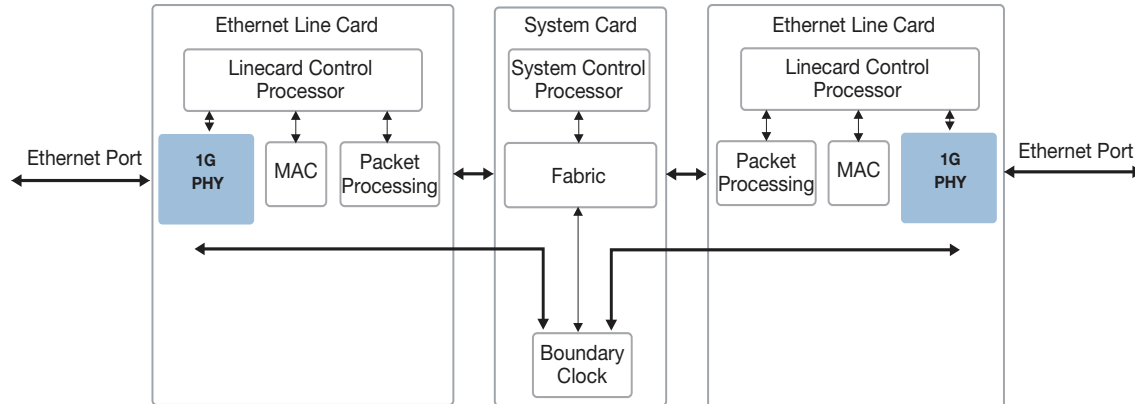 Ethernet Line Card
Linecard Control
Processor
Ethernet Port
1G
PHY
MAC
Packet
Processing
System Card
System Control
Processor
Fabric
Boundary
Clock
Ethernet Line Card
Linecard Control
Processor
Packet
Processing
MAC
1G
PHY
Ethernet Port